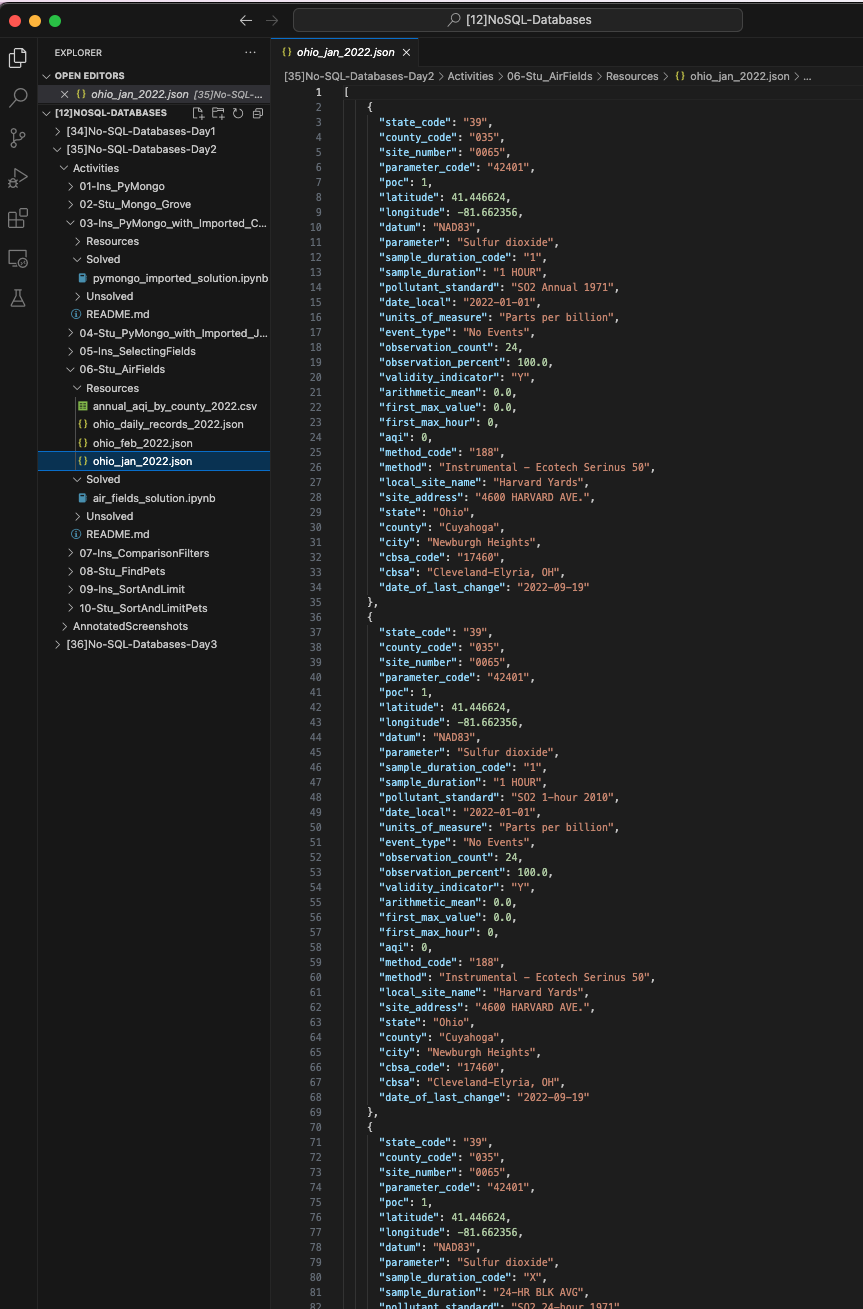 [12]NoSQL-Databases
EXPLORER
OPEN EDITORS
ohio_jan_2022.json [35]No-SQL-...
[12]NOSQL-DATABASES
[34]No-SQL-Databases-Day1
[35]No-SQL-Databases-Day2
Activities
01-Ins_PyMongo
02-Stu_Mongo_Grove
03-Ins_PyMongo_with_Imported_C...
Resources
Solved
pymongo_imported_solution.ipynb
Unsolved
README.md
04-Stu_PyMongo_with_Imported_J...
05-Ins_SelectingFields
06-Stu_AirFields
Resources
annual_aqi_by_county_2022.csv
ohio_daily_records_2022.json
ohio_feb_2022.json
ohio_jan_2022.json
Solved
air_fields_solution.ipynb
Unsolved
README.md
07-Ins_ComparisonFilters
08-Stu_FindPets
09-Ins_SortAndLimit
10-Stu_SortAndLimitPets
AnnotatedScreenshots
[36]No-SQL-Databases-Day3
{} ohio_jan_2022.json
[35]No-SQL-Databases-Day2 > Activities > 06-Stu_AirFields > Resources > {} ohio_jan_2022.json > ...
1 [
2 {
3 "state_code": "39",
4 "county_code": "035",
5 "site_number": "0065",
6 "parameter_code": "42401",
7 "poc": 1,
8 "latitude": 41.446624,
9 "longitude": -81.662356,
10 "datum": "NAD83",
11 "parameter": "Sulfur dioxide",
12 "sample_duration_code": "1",
13 "sample_duration": "1 HOUR",
14 "pollutant_standard": "SO2 Annual 1971",
15 "date_local": "2022-01-01",
16 "units_of_measure": "Parts per billion",
17 "event_type": "No Events",
18 "observation_count": 24,
19 "observation_percent": 100.0,
20 "validity_indicator": "Y",
21 "arithmetic_mean": 0.0,
22 "first_max_value": 0.0,
23 "first_max_hour": 0,
24 "aqi": 0,
25 "method_code": "188",
26 "method": "Instrumental - Ecotech Serinus 50",
27 "local_site_name": "Harvard Yards",
28 "site_address": "4600 HARVARD AVE.",
29 "state": "Ohio",
30 "county": "Cuyahoga",
31 "city": "Newburgh Heights",
32 "cbsa_code": "17460",
33 "cbsa": "Cleveland-Elyria, OH",
34 "date_of_last_change": "2022-09-19"
35 },
36 {
37 "state_code": "39",
38 "county_code": "035",
39 "site_number": "0065",
40 "parameter_code": "42401",
41 "poc": 1,
42 "latitude": 41.446624,
43 "longitude": -81.662356,
44 "datum": "NAD83",
45 "parameter": "Sulfur dioxide",
46 "sample_duration_code": "1",
47 "sample_duration": "1 HOUR",
48 "pollutant_standard": "SO2 1-hour 2010",
49 "date_local": "2022-01-01",
50 "units_of_measure": "Parts per billion",
51 "event_type": "No Events",
52 "observation_count": 24,
53 "observation_percent": 100.0,
54 "validity_indicator": "Y",
55 "arithmetic_mean": 0.0,
56 "first_max_value": 0.0,
57 "first_max_hour": 0,
58 "aqi": 0,
59 "method_code": "188",
60 "method": "Instrumental - Ecotech Serinus 50",
61 "local_site_name": "Harvard Yards",
62 "site_address": "4600 HARVARD AVE.",
63 "state": "Ohio",
64 "county": "Cuyahoga",
65 "city": "Newburgh Heights",
66 "cbsa_code": "17460",
67 "cbsa": "Cleveland-Elyria, OH",
68 "date_of_last_change": "2022-09-19"
69 },
70 {
71 "state_code": "39",
72 "county_code": "035",
73 "site_number": "0065",
74 "parameter_code": "42401",
75 "poc": 1,
76 "latitude": 41.446624,
77 "longitude": -81.662356,
78 "datum": "NAD83",
79 "parameter": "Sulfur dioxide",
80 "sample_duration_code": "X",
81 "sample_duration": "24-HR BLK AVG",
82 "pollutant_standard": "SO2 24-hour 1971",